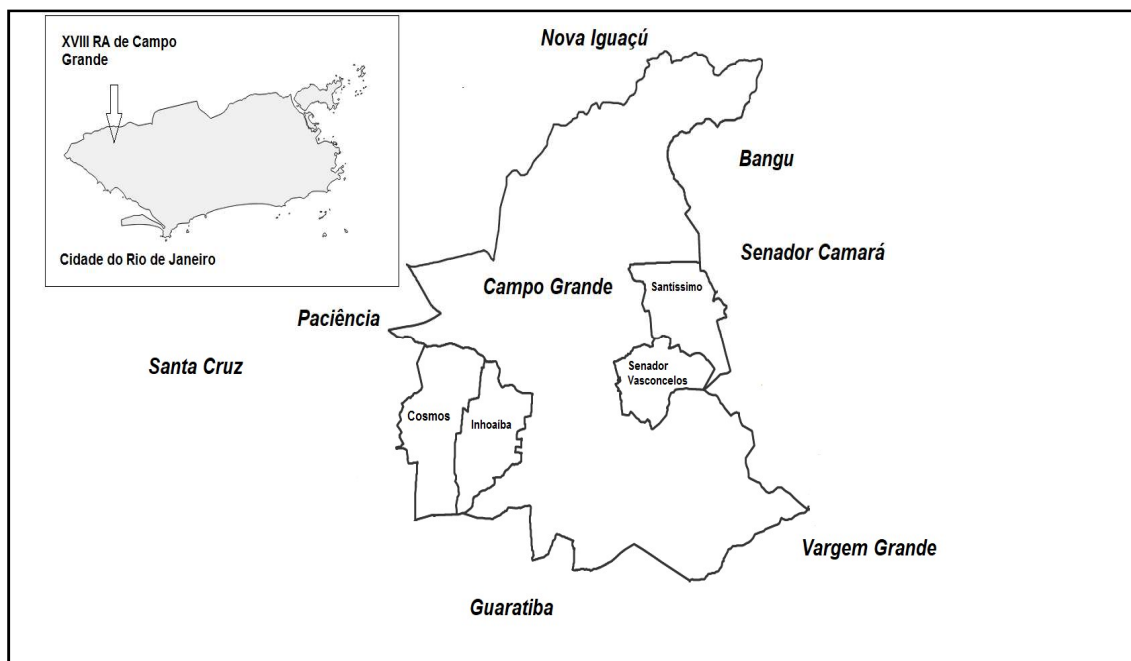 XVIII RA de Campo
Grande
Cidade do Rio de Janeiro
Nova Iguaçú
Bangu
Senador Camará
Campo Grande
Santíssimo
Paciência
Santa Cruz
Senador
Vasconcelos
Cosmos
Inhoaíba
Vargem Grande
Guaratiba